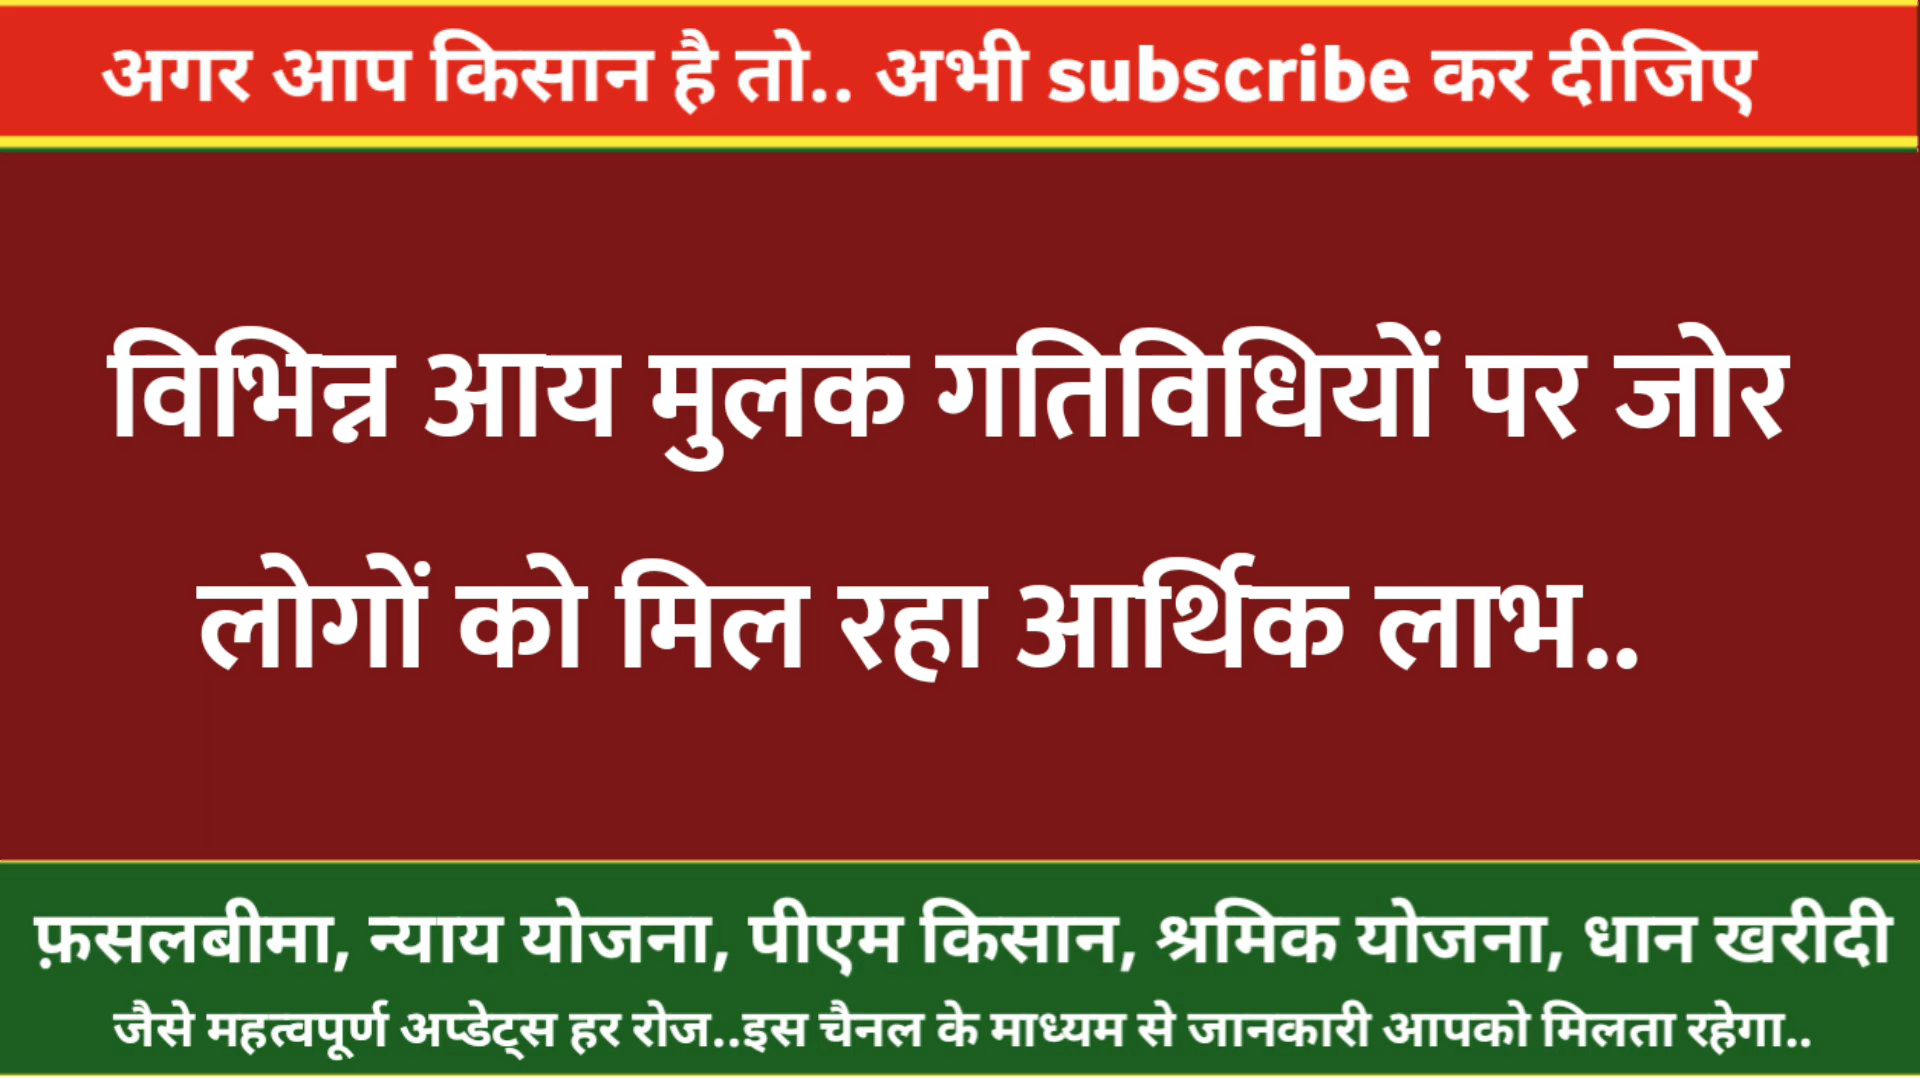 अगर आप किसान है तो.. अभी subscribe कर दीजिए
विभिन्न आय मुलक गतिविधियों पर जोर
लोगों को मिल रहा आर्थिक लाभ..
फ़सलबीमा, न्याय योजना, पीएम किसान, श्रमिक योजना, धान खरीदी
जैसे महत्वपूर्ण अप्डेट्स हर रोज..इस चैनल के माध्यम से जानकारी आपको मिलता रहेगा..